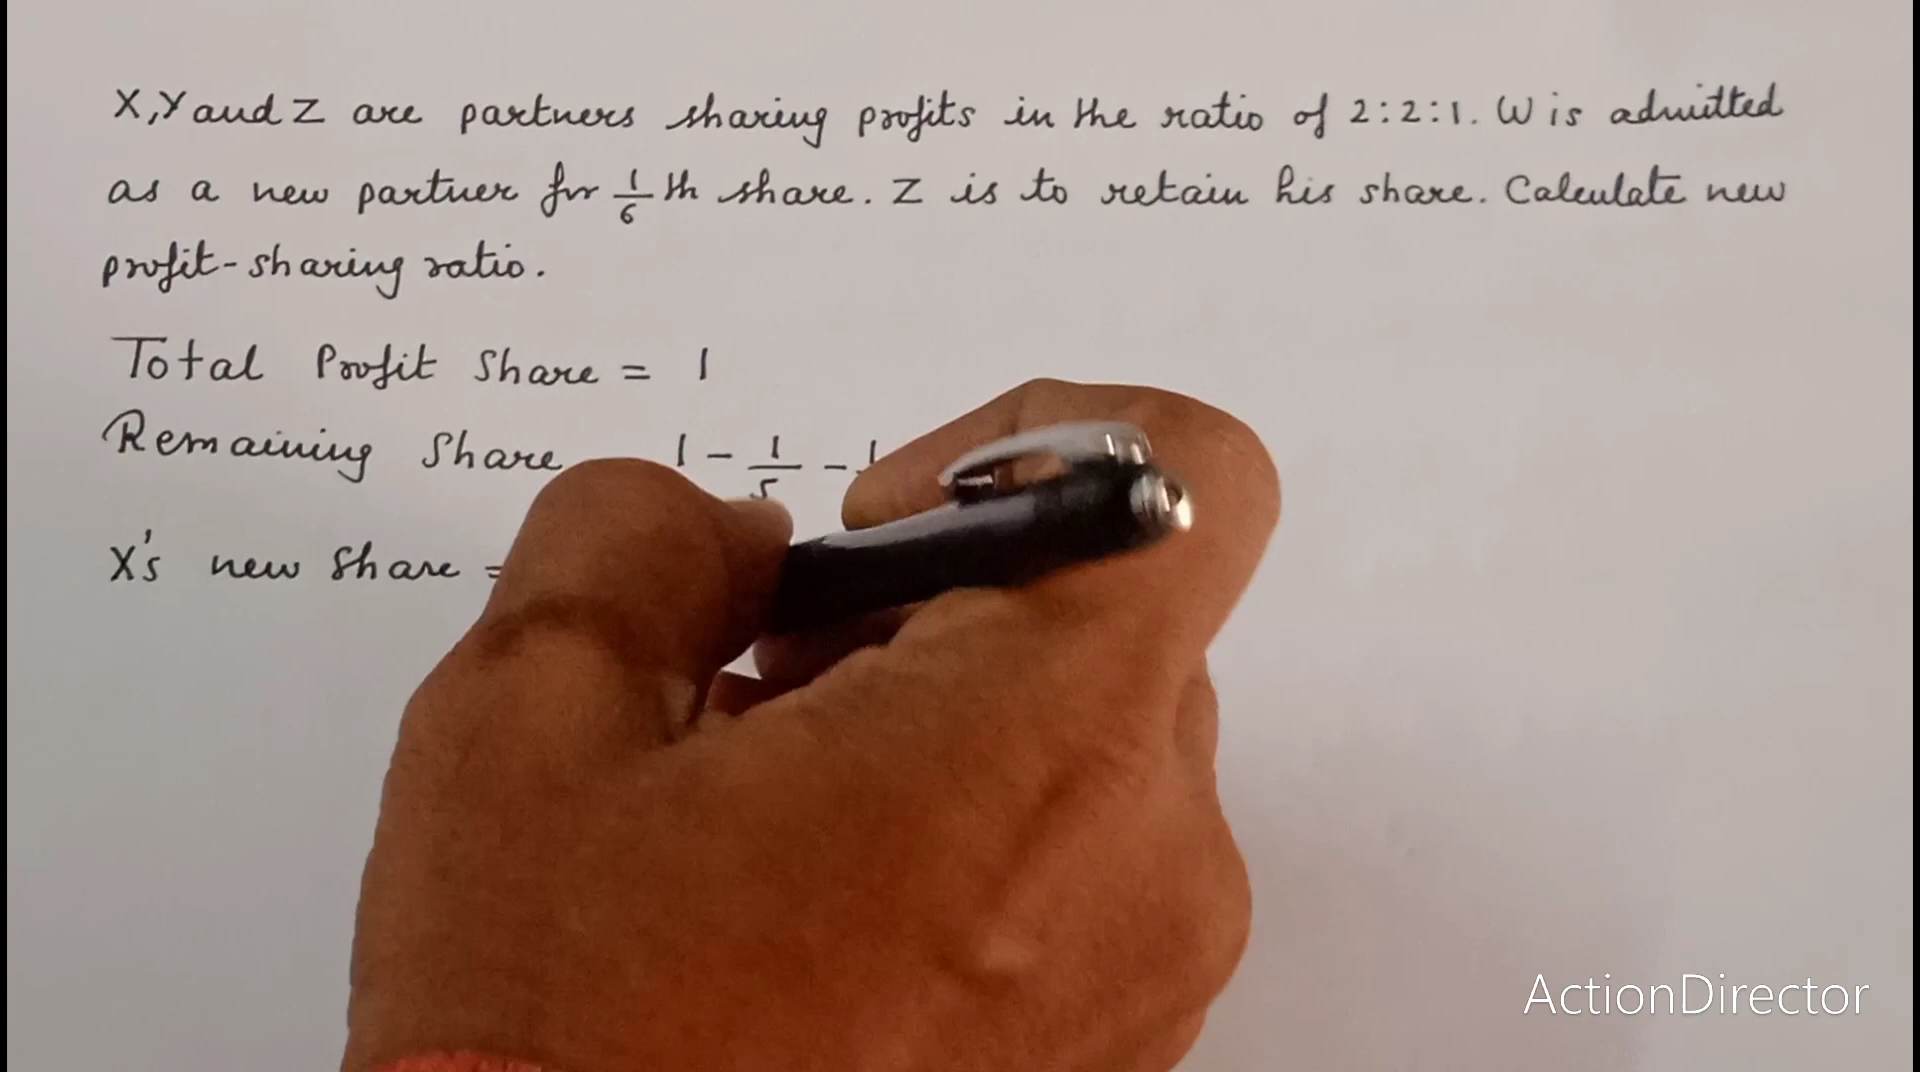 X, Y and Z are partners sharing profits in the ratio of 2:2:1. W is admitted
as a new partner for 1/6 th share. Z is to retain his share. Calculate new
profit-sharing ratio.
Total Profit Share = 1
Remaining Share 1 - 1/5 -
X's new Share =
ActionDirector